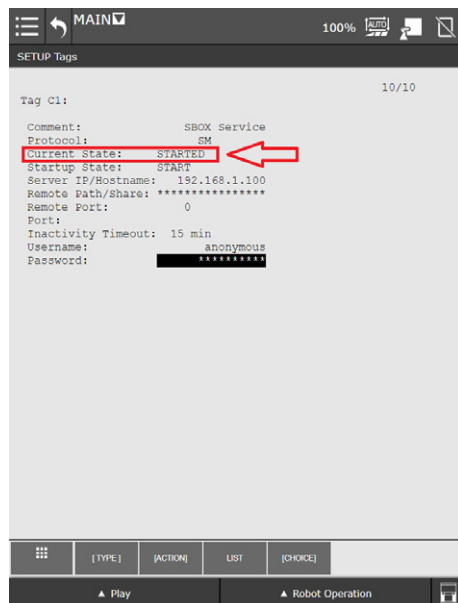 MAIN
100%
AUTO
SETUP Tags
10/10
Tag C1:
Comment: SBOX Service
Protocol: SM
Current State: STARTED
Startup State: START
Server IP/Hostname: 192.168.1.100
Remote Path/Share: ****************
Remote Port: 0
Port:
Inactivity Timeout: 15 min
Username: anonymous
Password: **********
[TYPE] [ACTION] LIST [CHOICE]
▲ Play ▲ Robot Operation